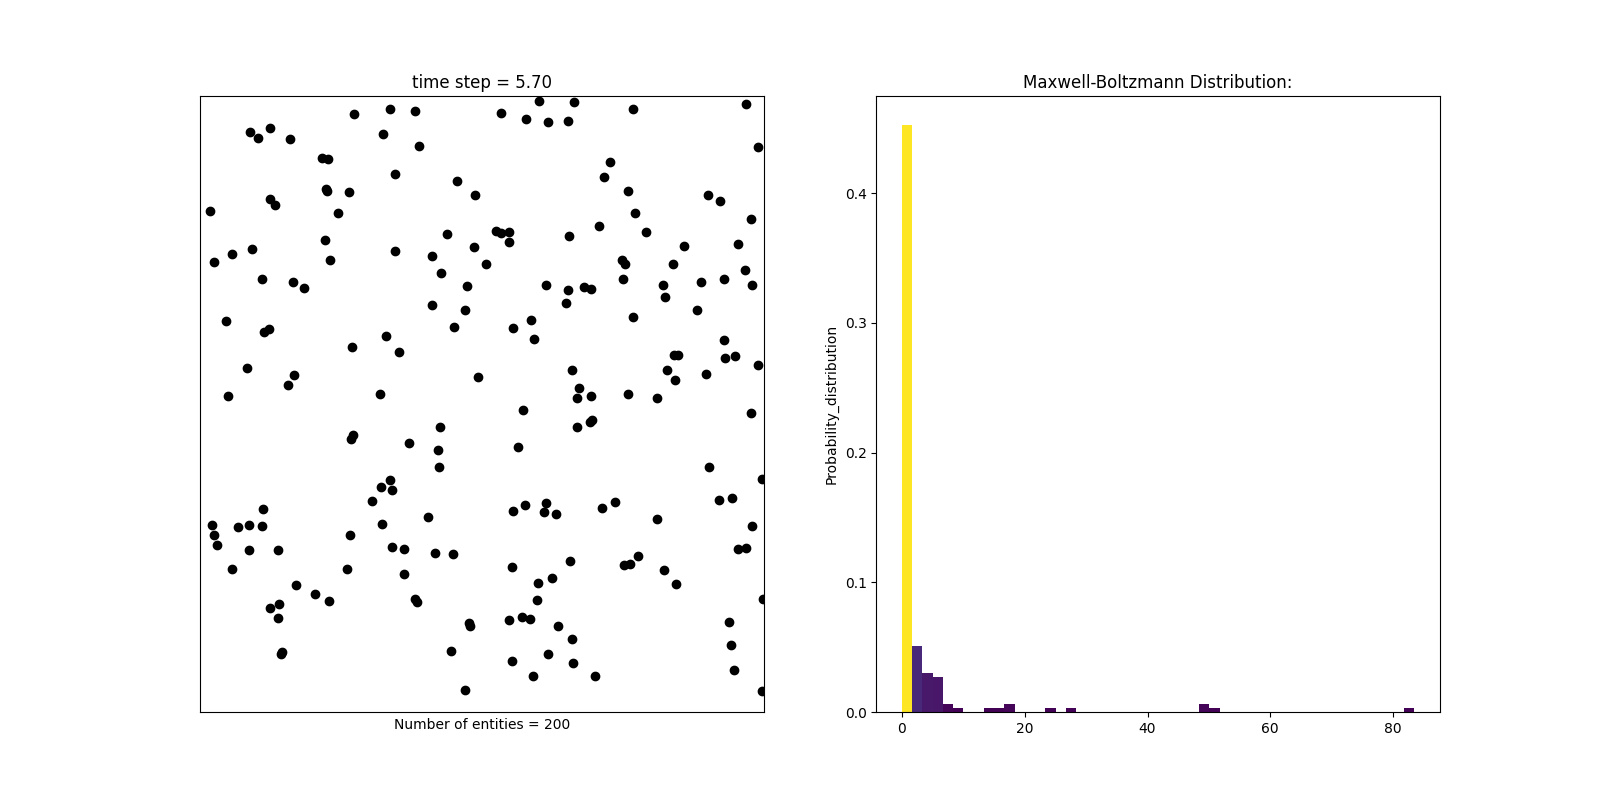 time step = 5.70
Number of entities = 200
Maxwell-Boltzmann Distribution:
Probability_distribution
0.4
0.3
0.2
0.1
0.0
0 20 40 60 80